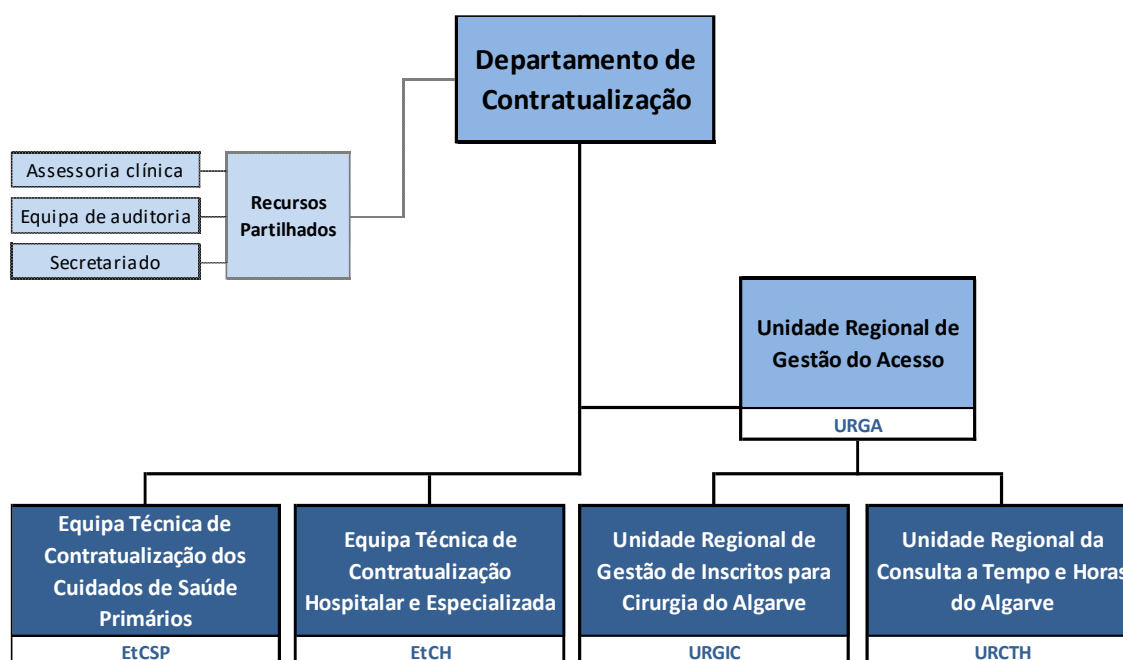 Departamento de
Contratualização
Assessoria clínica
Equipa de auditoria
Secretariado
Recursos
Partilhados
Unidade Regional de
Gestão do Acesso
URGA
Equipa Técnica de
Contratualização dos
Cuidados de Saúde
Primários
EtCSP
Equipa Técnica de
Contratualização
Hospitalar e Especializada
EtCH
Unidade Regional de
Gestão de Inscritos para
Cirurgia do Algarve
URGIC
Unidade Regional da
Consulta a Tempo e Horas
do Algarve
URCTH